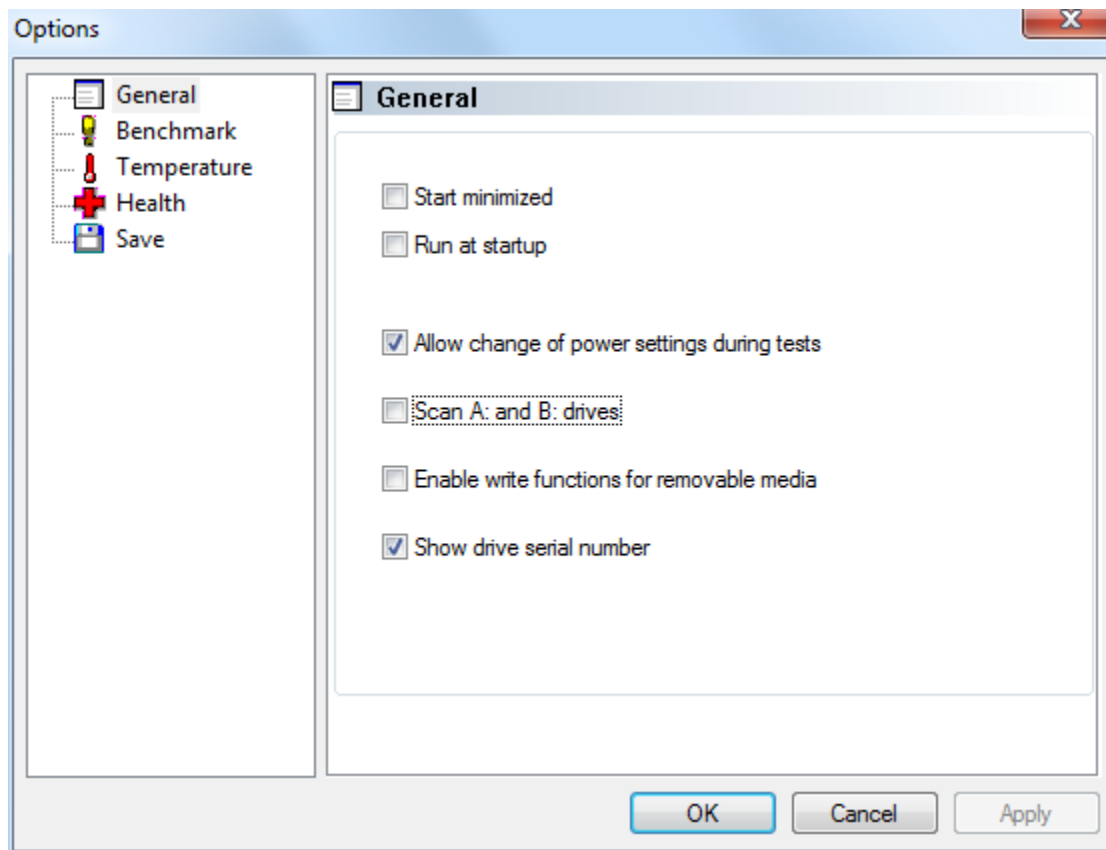 Options
General
Benchmark
Temperature
Health
Save
General
Start minimized
Run at startup
Allow change of power settings during tests
Scan A: and B: drives
Enable write functions for removable media
Show drive serial number
OK
Cancel
Apply